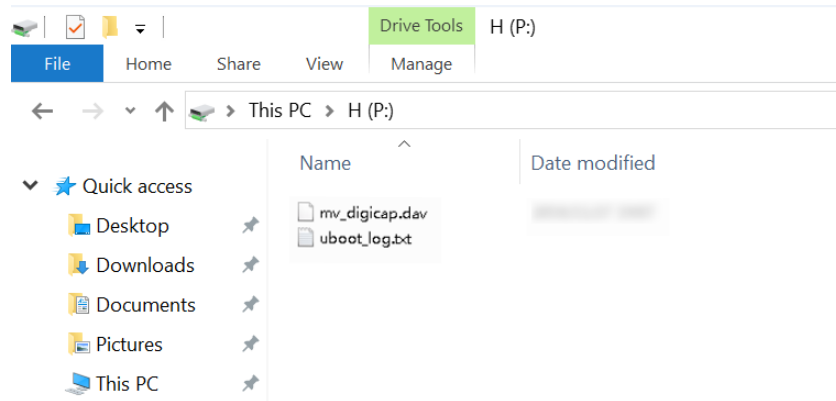 Drive Tools H (P:)
File Home Share View Manage
This PC H (P:)
Name Date modified
Quick access
mv_digicap.dav
Desktop
uboot_log.txt
Downloads
Documents
Pictures
This PC